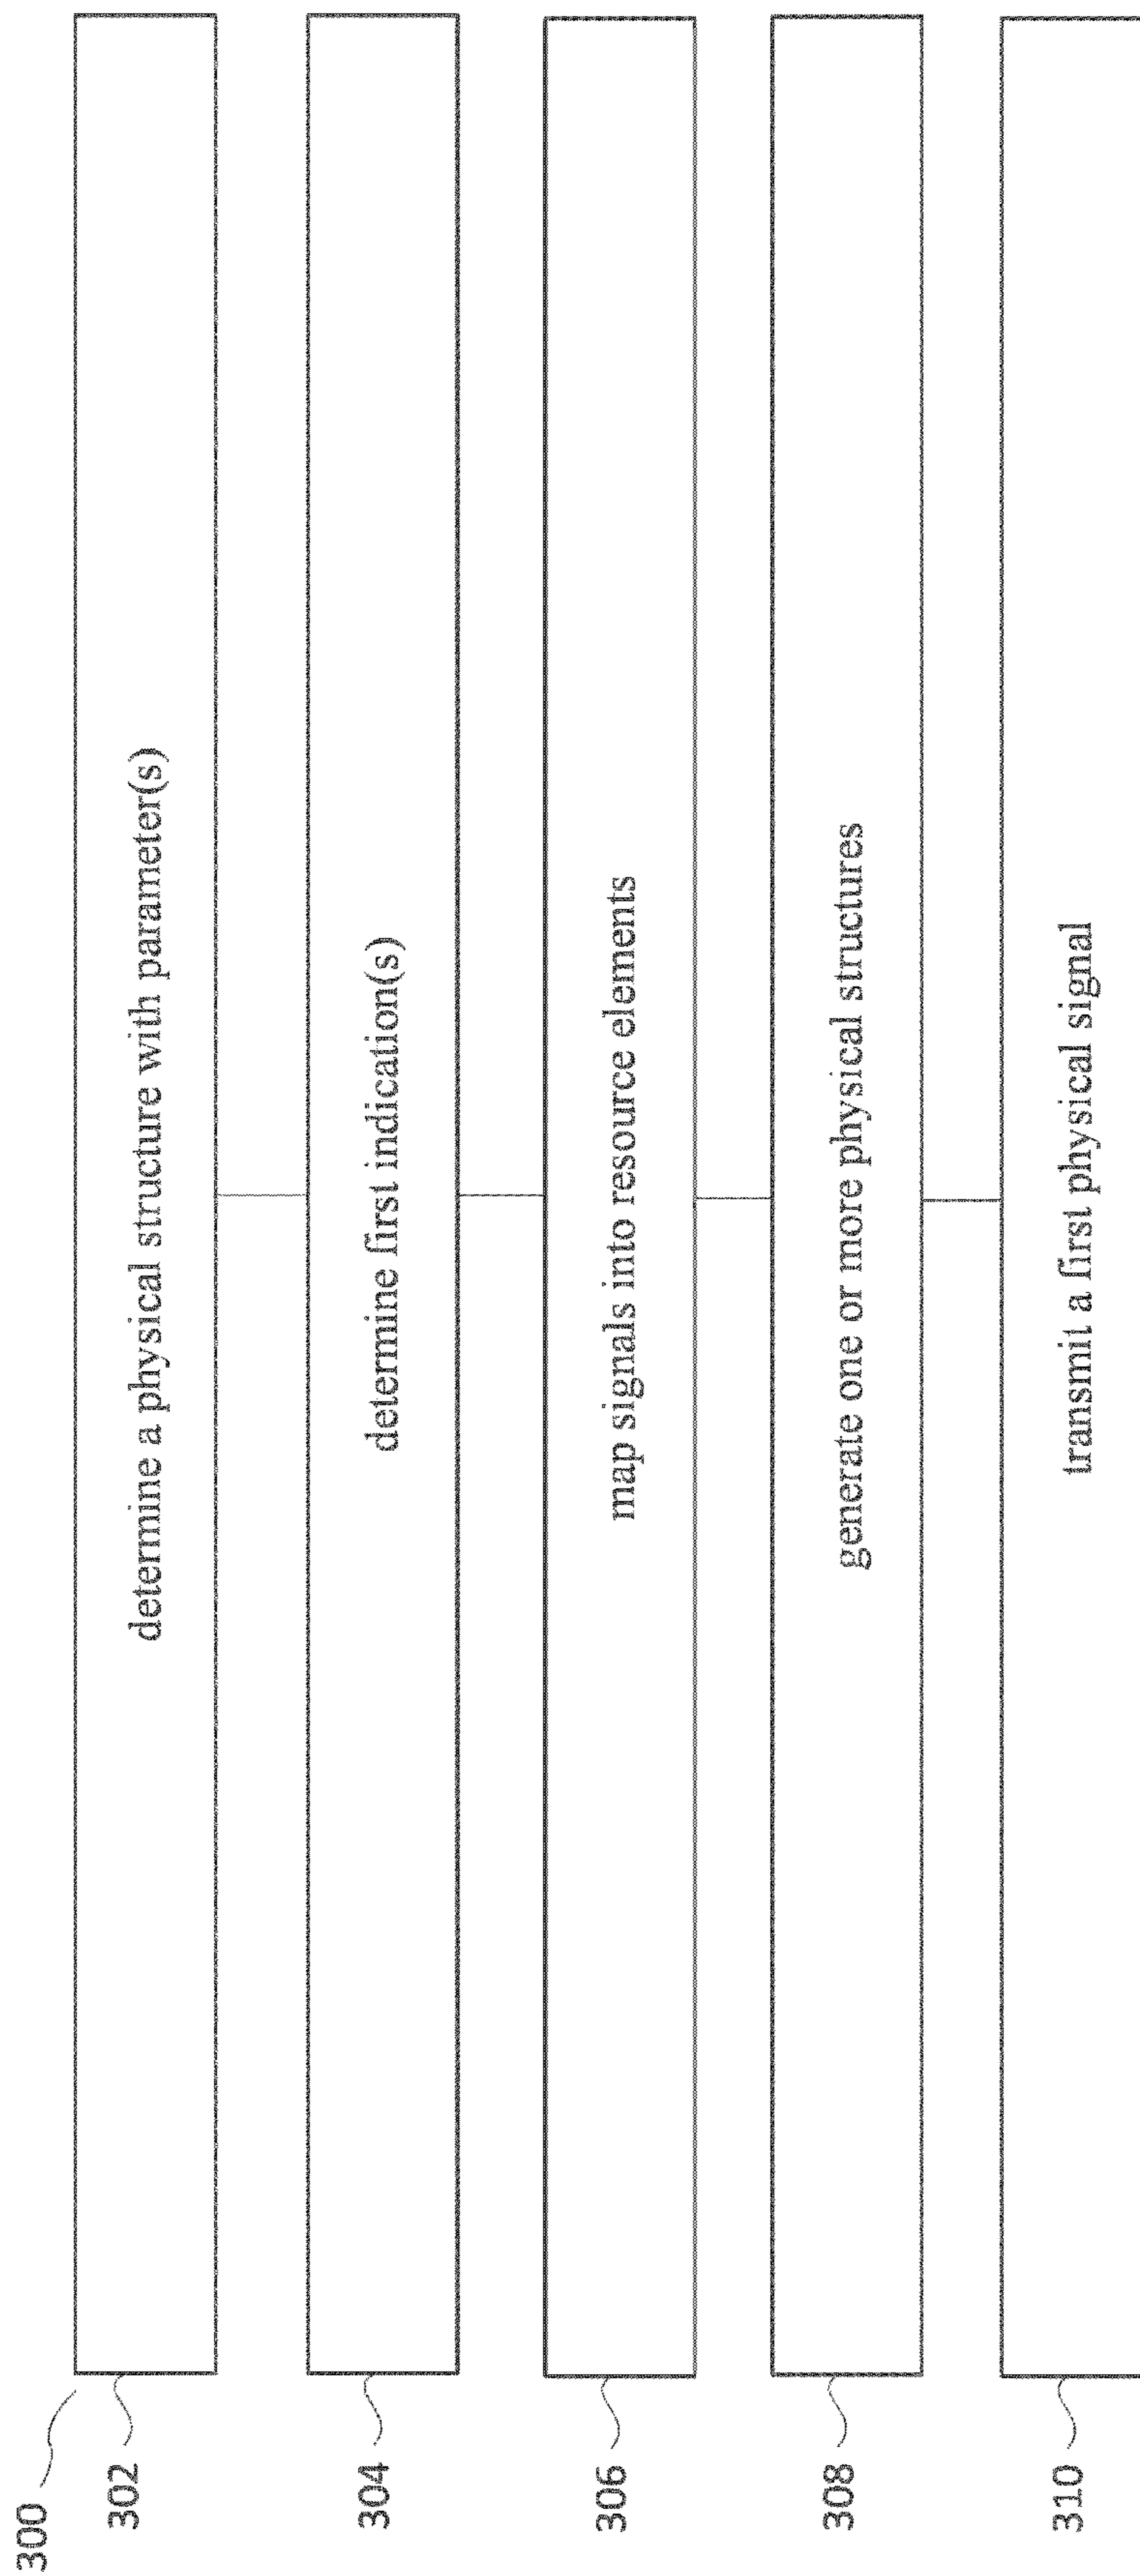 300
302
determine a physical structure with parameter(s)
304
determine first indication(s)
306
map signals into resource elements
308
generate one or more physical structures
310
transmit a first physical signal